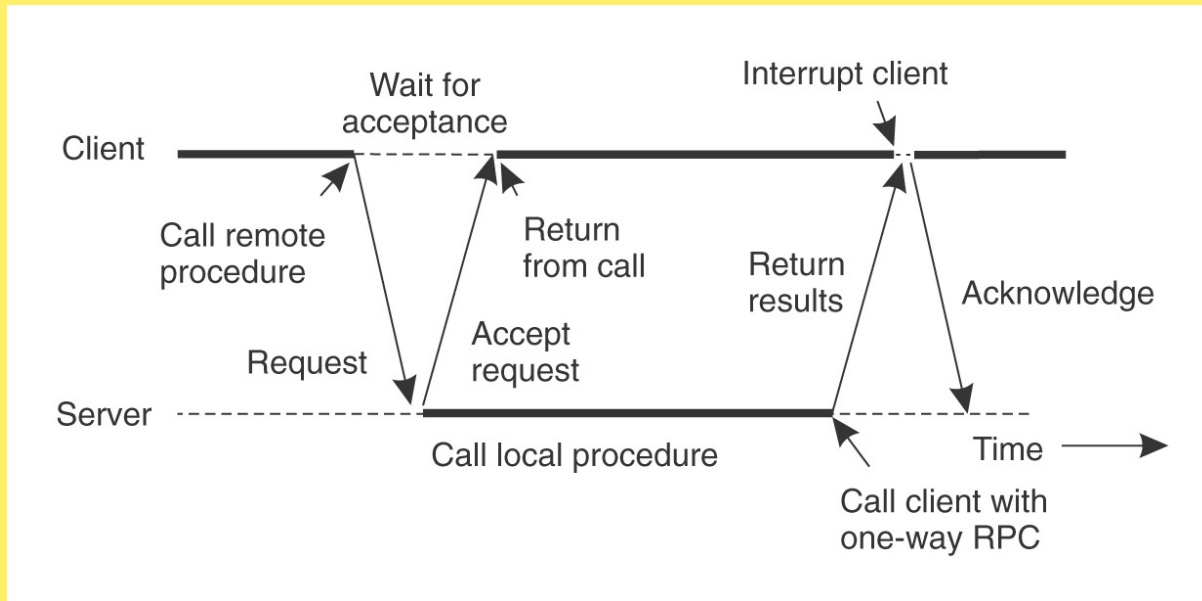 Interrupt client
Wait for
acceptance
Client
Call remote
procedure
Return
from call
Return
results
Acknowledge
Request
Accept
request
Server
Call local procedure
Time
Call client with
one-way RPC